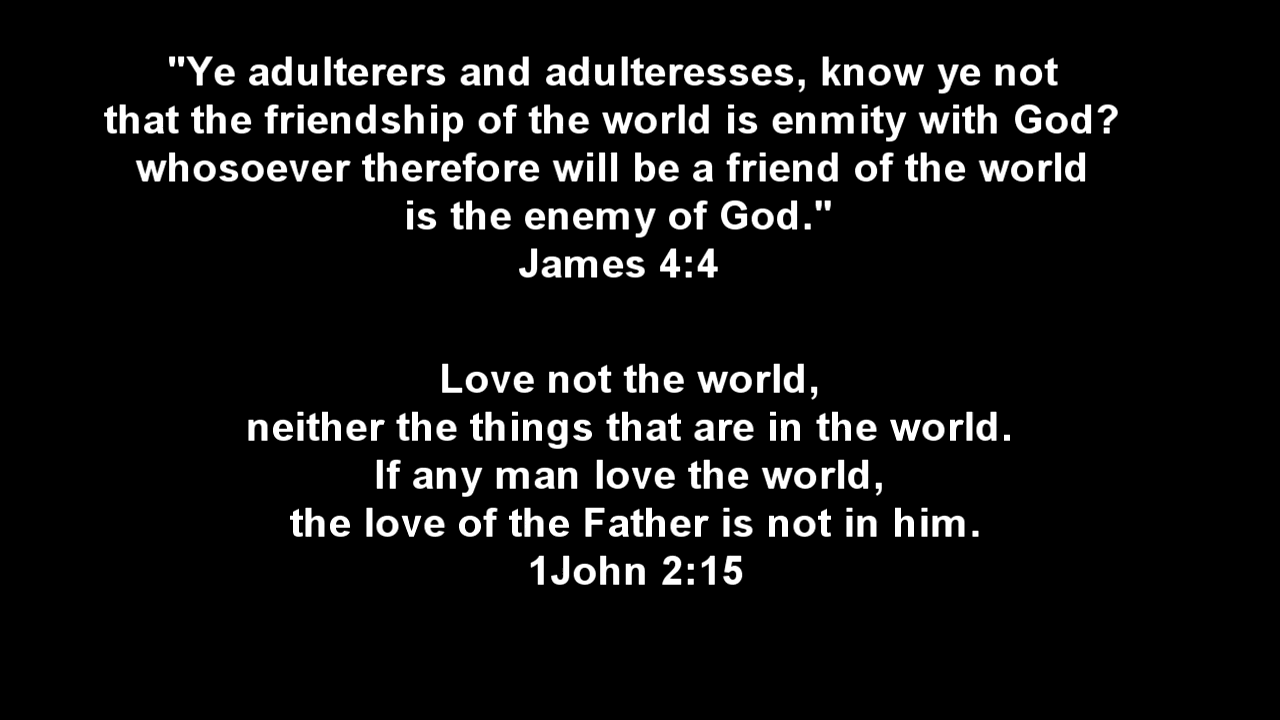 "Ye adulterers and adulteresses, know ye not
that the friendship of the world is enmity with God?
whosoever therefore will be a friend of the world
is the enemy of God."
James 4:4
Love not the world,
neither the things that are in the world.
If any man love the world,
the love of the Father is not in him.
1John 2:15